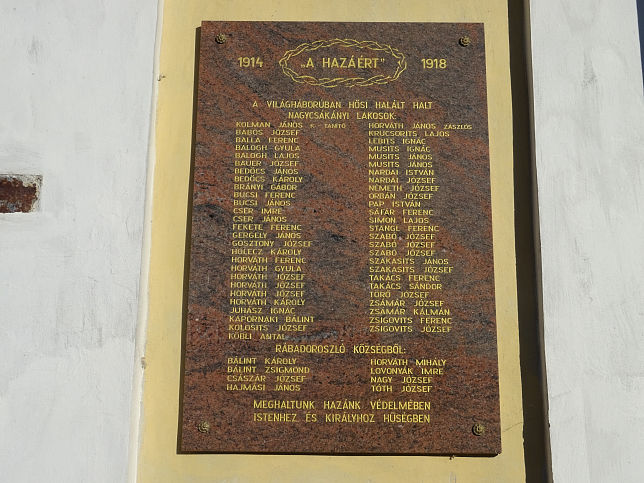 1914 „A HAZÁÉRT” 1918
A VILÁGHÁBORÚBAN HŐSI HALÁLT HALT
NAGYCSÁKÁNYI LAKOSOK:
KOLMAN JÁNOS K.-TANÍTÓ
BABOS JÓZSEF
BALLA FERENC
BALOGH GYULA
BALOGH LAJOS
BAUER JÓZSEF
BEDŐCS JÁNOS
BEDŐCS KÁROLY
BRÁNYI GÁBOR
BUCSI FERENC
BUCSI JÁNOS
CSER IMRE
CSER JÁNOS
FEKETE FERENC
GERGELY JÁNOS
GOSZTONY JÓZSEF
HOLECZ KÁROLY
HORVÁTH FERENC
HORVÁTH GYULA
HORVÁTH JÓZSEF
HORVÁTH JÓZSEF
HORVÁTH JÓZSEF
HORVÁTH KÁROLY
JUHÁSZ IGNÁC
KAPORNAKI BÁLINT
KOLOSITS JÓZSEF
KÖBLI ANTAL
HORVÁTH JÁNOS ZÁSZLÓS
KRUCSORITS LAJOS
LEBITS IGNÁC
MUSITS IGNÁC
MUSITS JÁNOS
MUSITS JÁNOS
NÁRDAI ISTVÁN
NÁRDAI JÓZSEF
NÉMETH JÓZSEF
ORBÁN JÓZSEF
PAP ISTVÁN
SÁFÁR FERENC
SIMON LAJOS
STANGL FERENC
SZABÓ JÓZSEF
SZABÓ JÓZSEF
SZABÓ JÓZSEF
SZAKASITS JÁNOS
SZAKASITS JÓZSEF
TAKÁCS FERENC
TAKÁCS SÁNDOR
TÖRŐ JÓZSEF
ZSÁMÁR JÓZSEF
ZSÁMÁR KÁLMÁN
ZSIGOVITS FERENC
ZSIGOVITS JÓZSEF
RÁBADOROSZLÓ KÖZSÉGBŐL:
BÁLINT KÁROLY
BÁLINT ZSIGMOND
CSÁSZÁR JÓZSEF
HAJMÁSI JÁNOS
HORVÁTH MIHÁLY
LOVONYÁK IMRE
NAGY JÓZSEF
TÓTH JÓZSEF
MEGHALTUNK HAZÁNK VÉDELMÉBEN
ISTENHEZ ÉS KIRÁLYHOZ HŰSÉGBEN